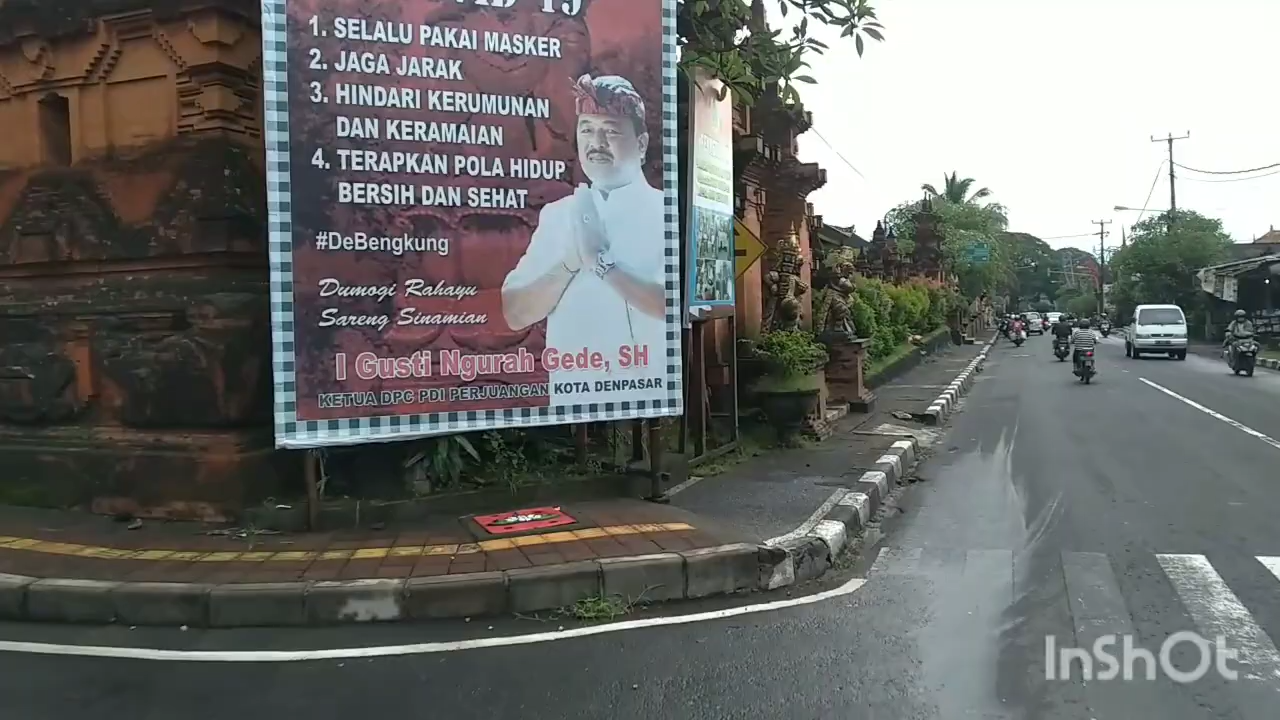 1. SELALU PAKAI MASKER
2. JAGA JARAK
3. HINDARI KERUMUNAN
DAN KERAMAIAN
4. TERAPKAN POLA HIDUP
BERSIH DAN SEHAT
#DeBengkung
Dumogi Rahayu
Sareng Sinamian
I Gusti Ngurah Gede, SH
KETUA DPC PDI PERJUANGAN KOTA DENPASAR
InShOt